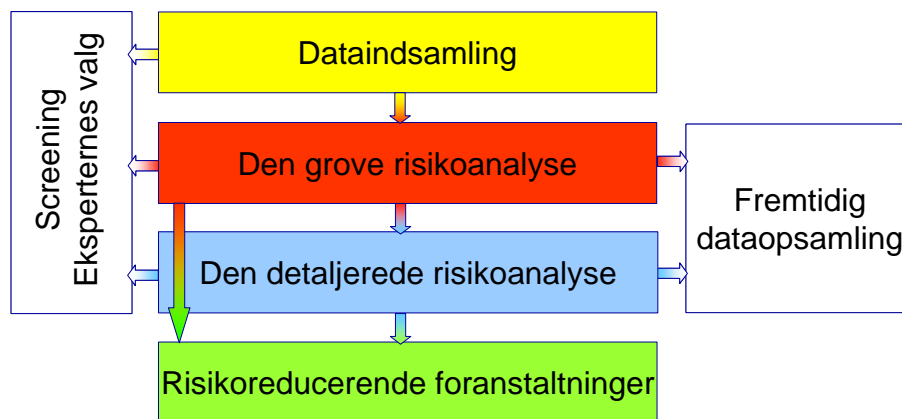 Screening
Eksperternes valg
Dataindsamling
Den grove risikoanalyse
Den detaljerede risikoanalyse
Risikoreducerende foranstaltninger
Fremtidig
dataopsamling